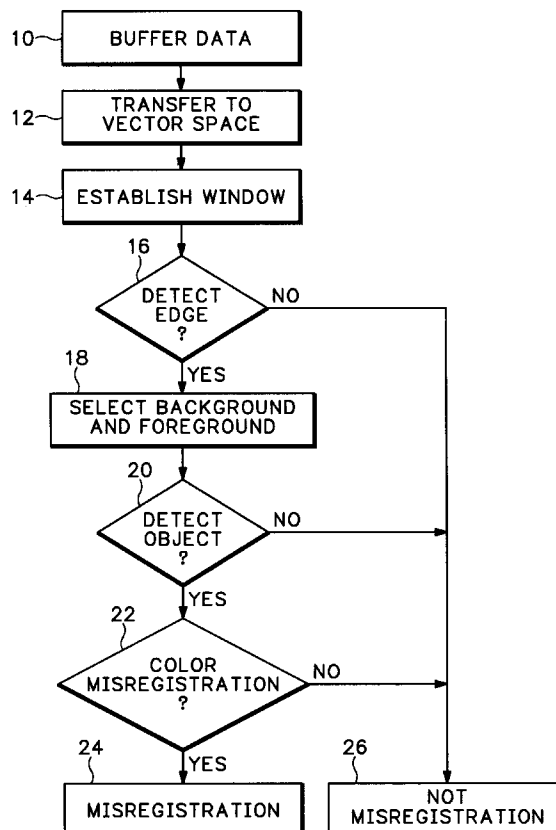 10
BUFFER DATA
12
TRANSFER TO
VECTOR SPACE
14
ESTABLISH WINDOW
16
DETECT
EDGE
?
NO
YES
18
SELECT BACKGROUND
AND FOREGROUND
20
DETECT
OBJECT
?
NO
YES
22
COLOR
MISREGISTRATION
?
NO
YES
24
MISREGISTRATION
26
NOT
MISREGISTRATION